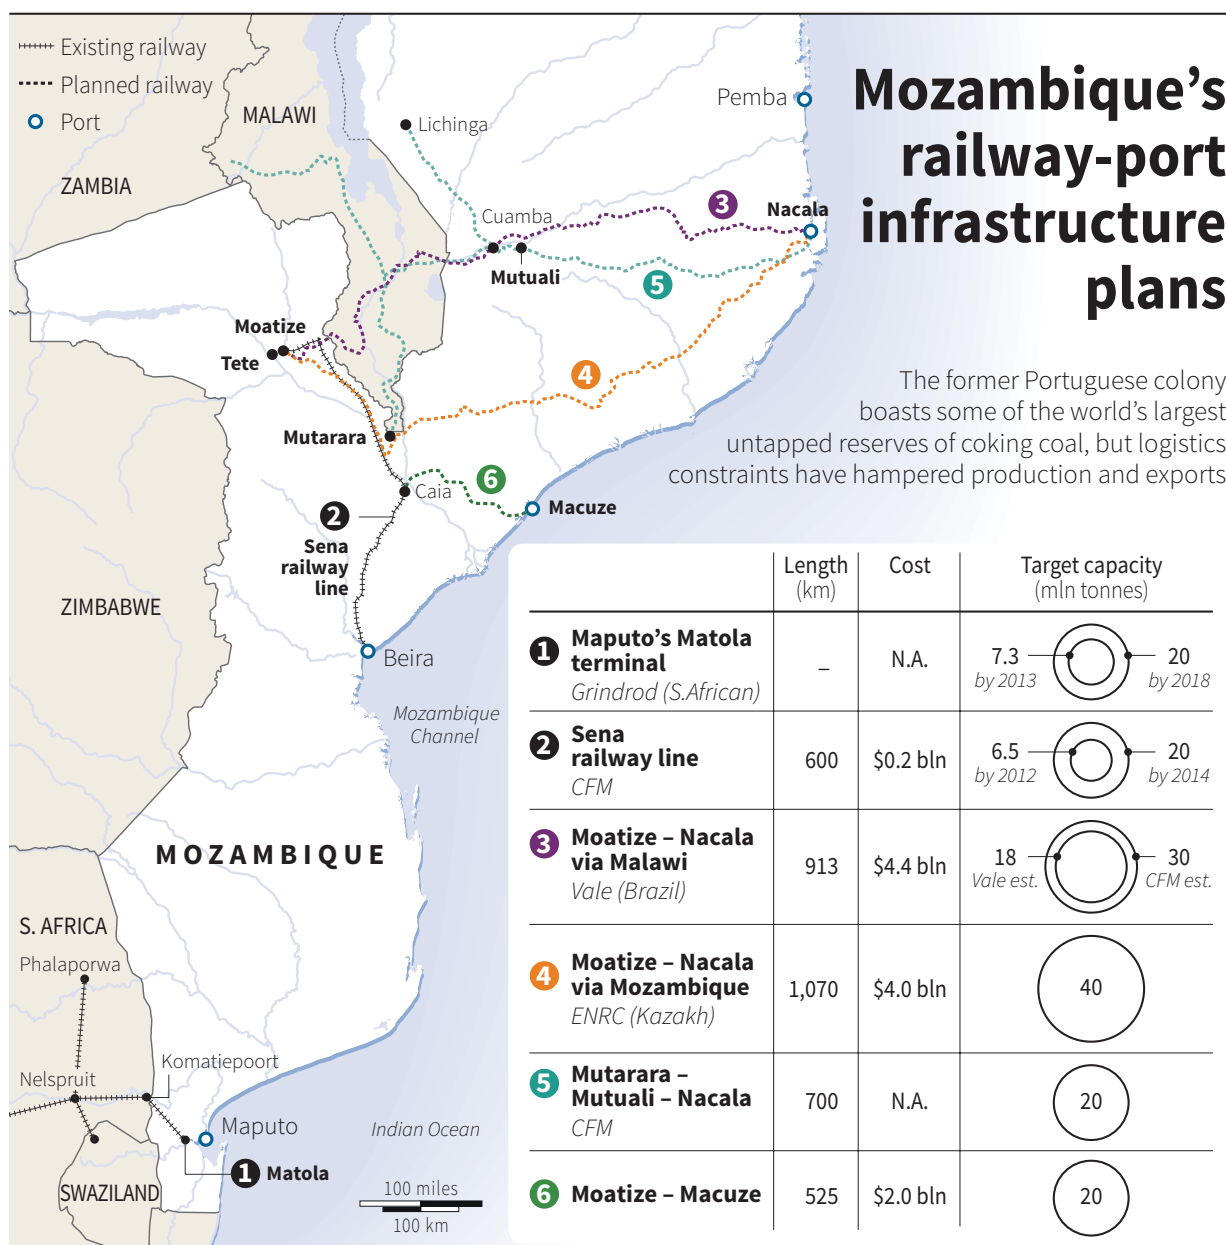 Mozambique's
railway-port
infrastructure
plans
The former Portuguese colony
boasts some of the world's largest
untapped reserves of coking coal, but logistics
constraints have hampered production and exports
Existing railway
Planned railway
Port
MALAWI
ZAMBIA
Lichinga
Pemba
Cuamba
3
Nacala
Mutuali
5
Moatize
Tete
4
Mutarara
6
Caia
Macuze
2
Sena
railway
line
ZIMBABWE
Beira
Mozambique
Channel
MOZAMBIQUE
S. AFRICA
Phalaporwa
Komatiepoort
Nelspruit
Maputo
Indian Ocean
1 Matola
SWAZILAND
100 miles
100 km
Length
(km)
Cost
Target capacity
(mln tonnes)
1 Maputo's Matola
terminal
Grindrod (S.African)
–
N.A.
7.3
by 2013
20
by 2018
2 Sena
railway line
CFM
600
$0.2 bln
6.5
by 2012
20
by 2014
3 Moatize – Nacala
via Malawi
Vale (Brazil)
913
$4.4 bln
18
Vale est.
30
CFM est.
4 Moatize – Nacala
via Mozambique
ENRC (Kazakh)
1,070
$4.0 bln
40
5 Mutarara –
Mutuali – Nacala
CFM
700
N.A.
20
6 Moatize – Macuze
525
$2.0 bln
20